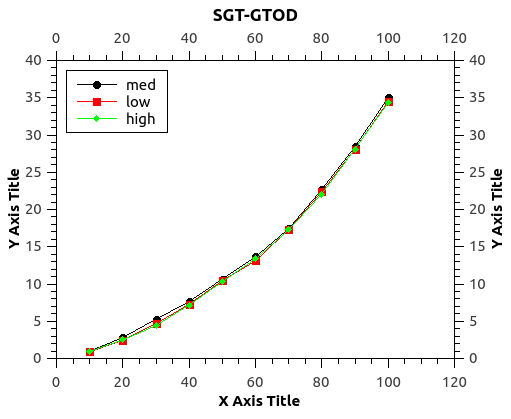 SGT-GTOD
0 20 40 60 80 100 120
40 40
35 35
30 30
25 25
20 20
15 15
10 10
5 5
0 0
med
low
high
Y Axis Title
Y Axis Title
0 20 40 60 80 100 120
X Axis Title